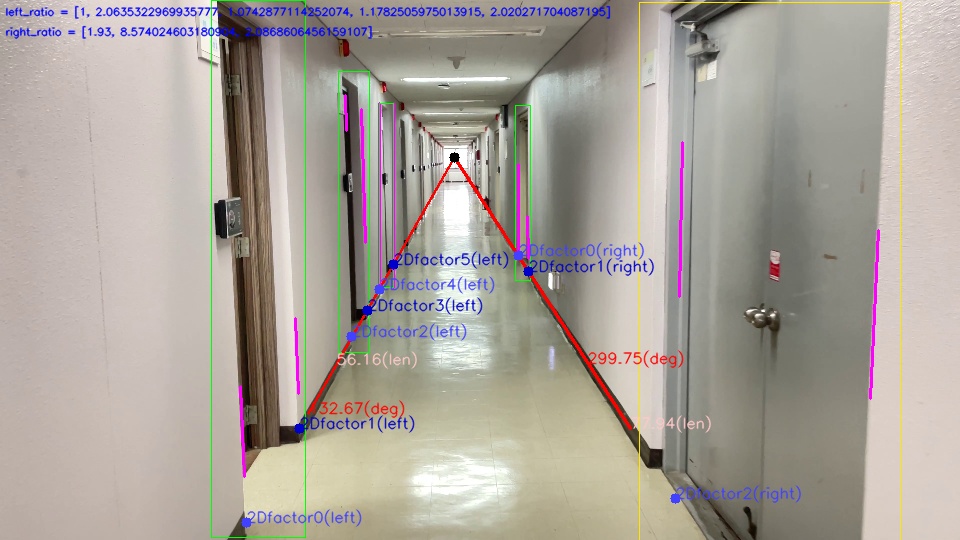 left_ratio = [1, 2.0635322969935777, 1.0742877114252074, 1.1782505975013915, 2.020271704087195]
right_ratio = [1.93, 8.574024603180904, 2.0868606456159107]
2Dfactor0(right)
2Dfactor5(left)
2Dfactor1(right)
2Dfactor4(left)
2Dfactor3(left)
2Dfactor2(left)
56.16(len)
299.75(deg)
32.67(deg)
2Dfactor1(left)
77.94(len)
2Dfactor2(right)
2Dfactor0(left)